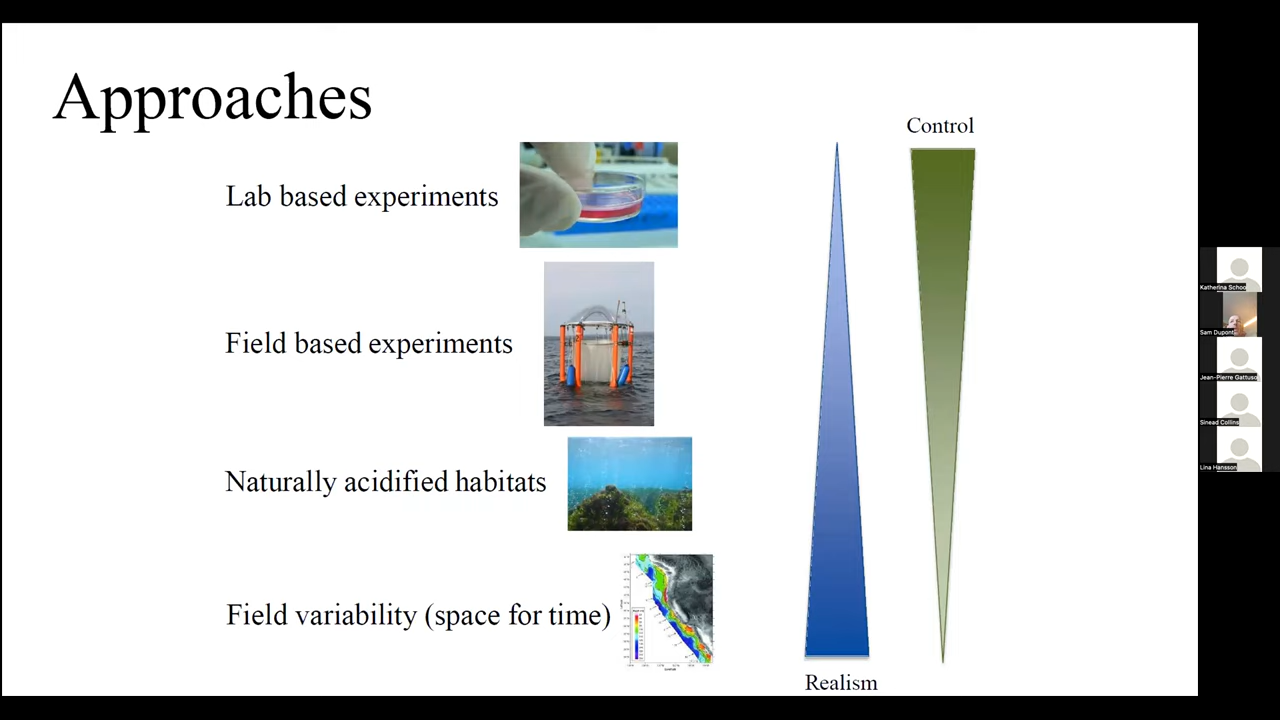 Approaches
Control
Lab based experiments
Field based experiments
Naturally acidified habitats
Field variability (space for time)
Realism
Katherina Schoo
Sam Dupont
Jean-Pierre Gattuso
Sinead Collins
Lina Hansson